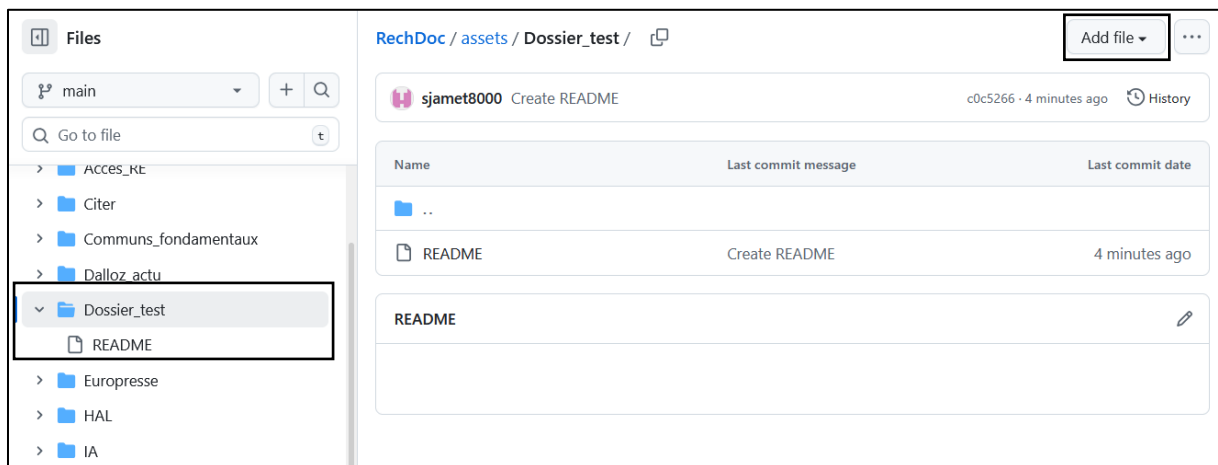 Files
main
Go to file
t
Acces_RE
Citer
Communs_fondamentaux
Dalloz_actu
Dossier_test
README
Europresse
HAL
IA
RechDoc / assets / Dossier_test /
Add file
sjamet8000 Create README
c0c5266 · 4 minutes ago
History
Name Last commit message Last commit date
..
README Create README 4 minutes ago
README